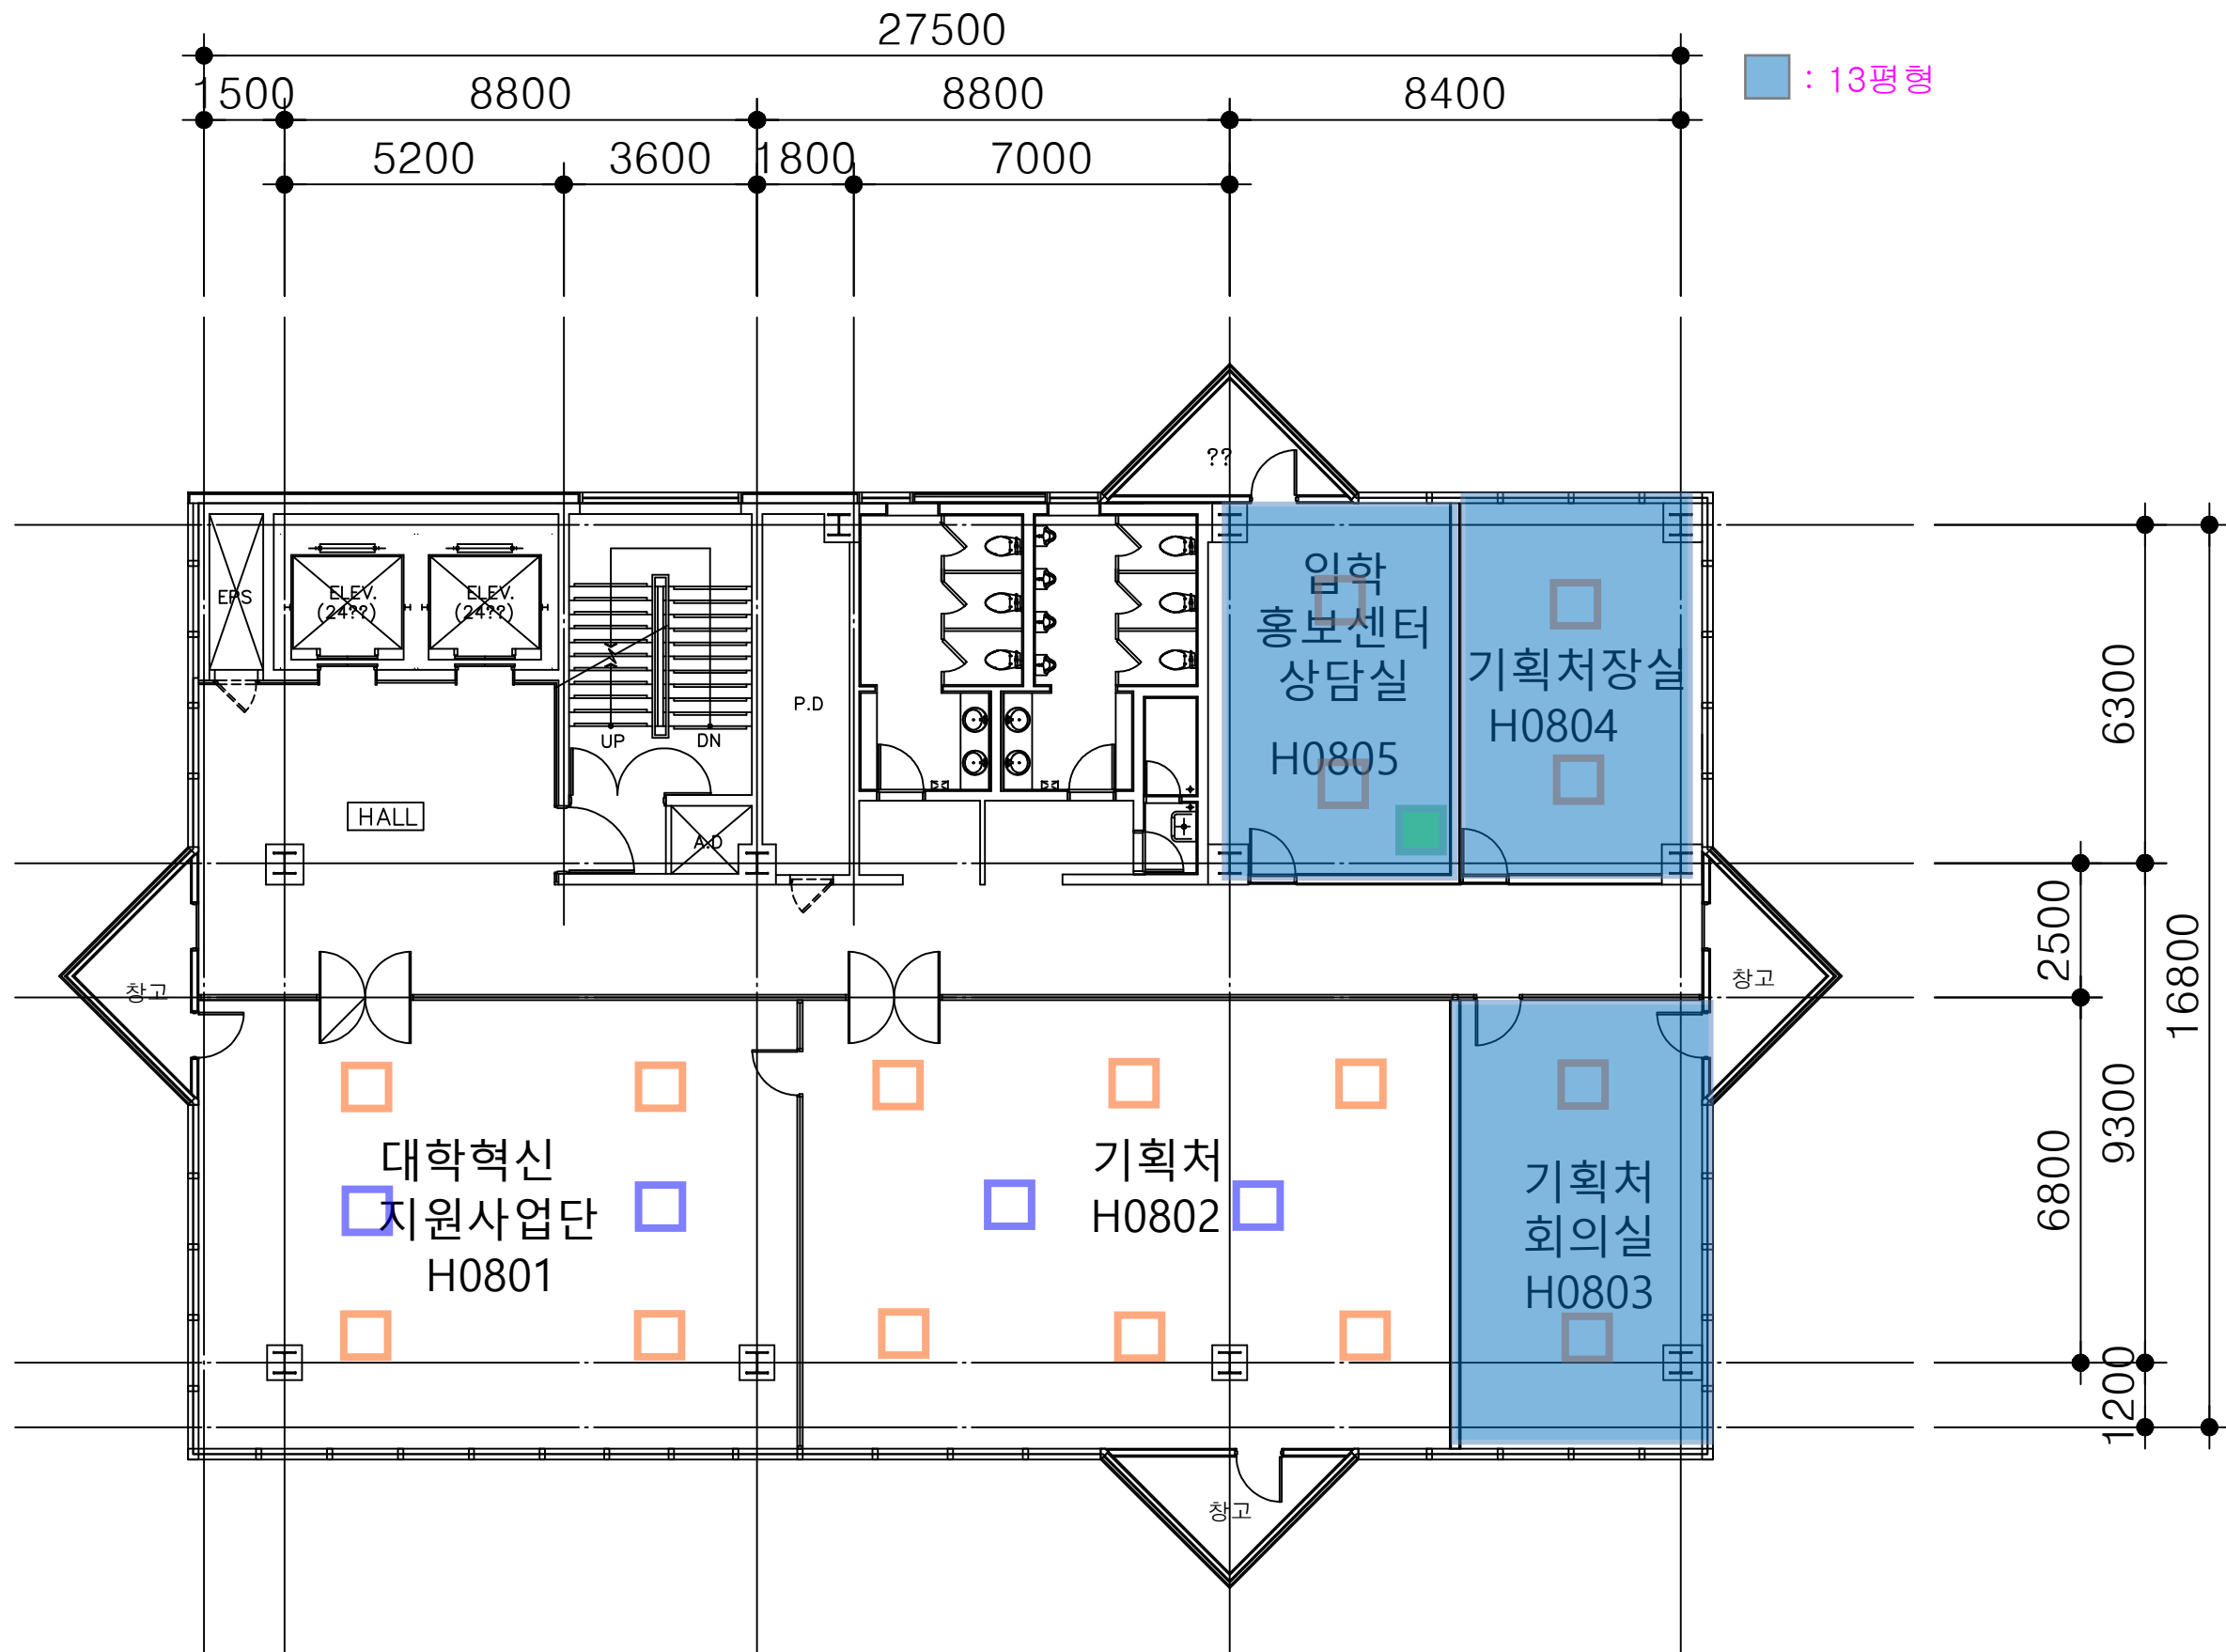 27500
1500
8800
8800
8400
: 13평형
5200
3600
1800
7000
??
EPS
ELEV.
(24??)
ELEV.
(24??)
UP
DN
P.D
HALL
A.D
입학
홍보센터
상담실
H0805
기획처장실
H0804
6300
2500
16800
창고
창고
대학혁신
지원사업단
H0801
기획처
H0802
기획처
회의실
H0803
6800
9300
1200
창고